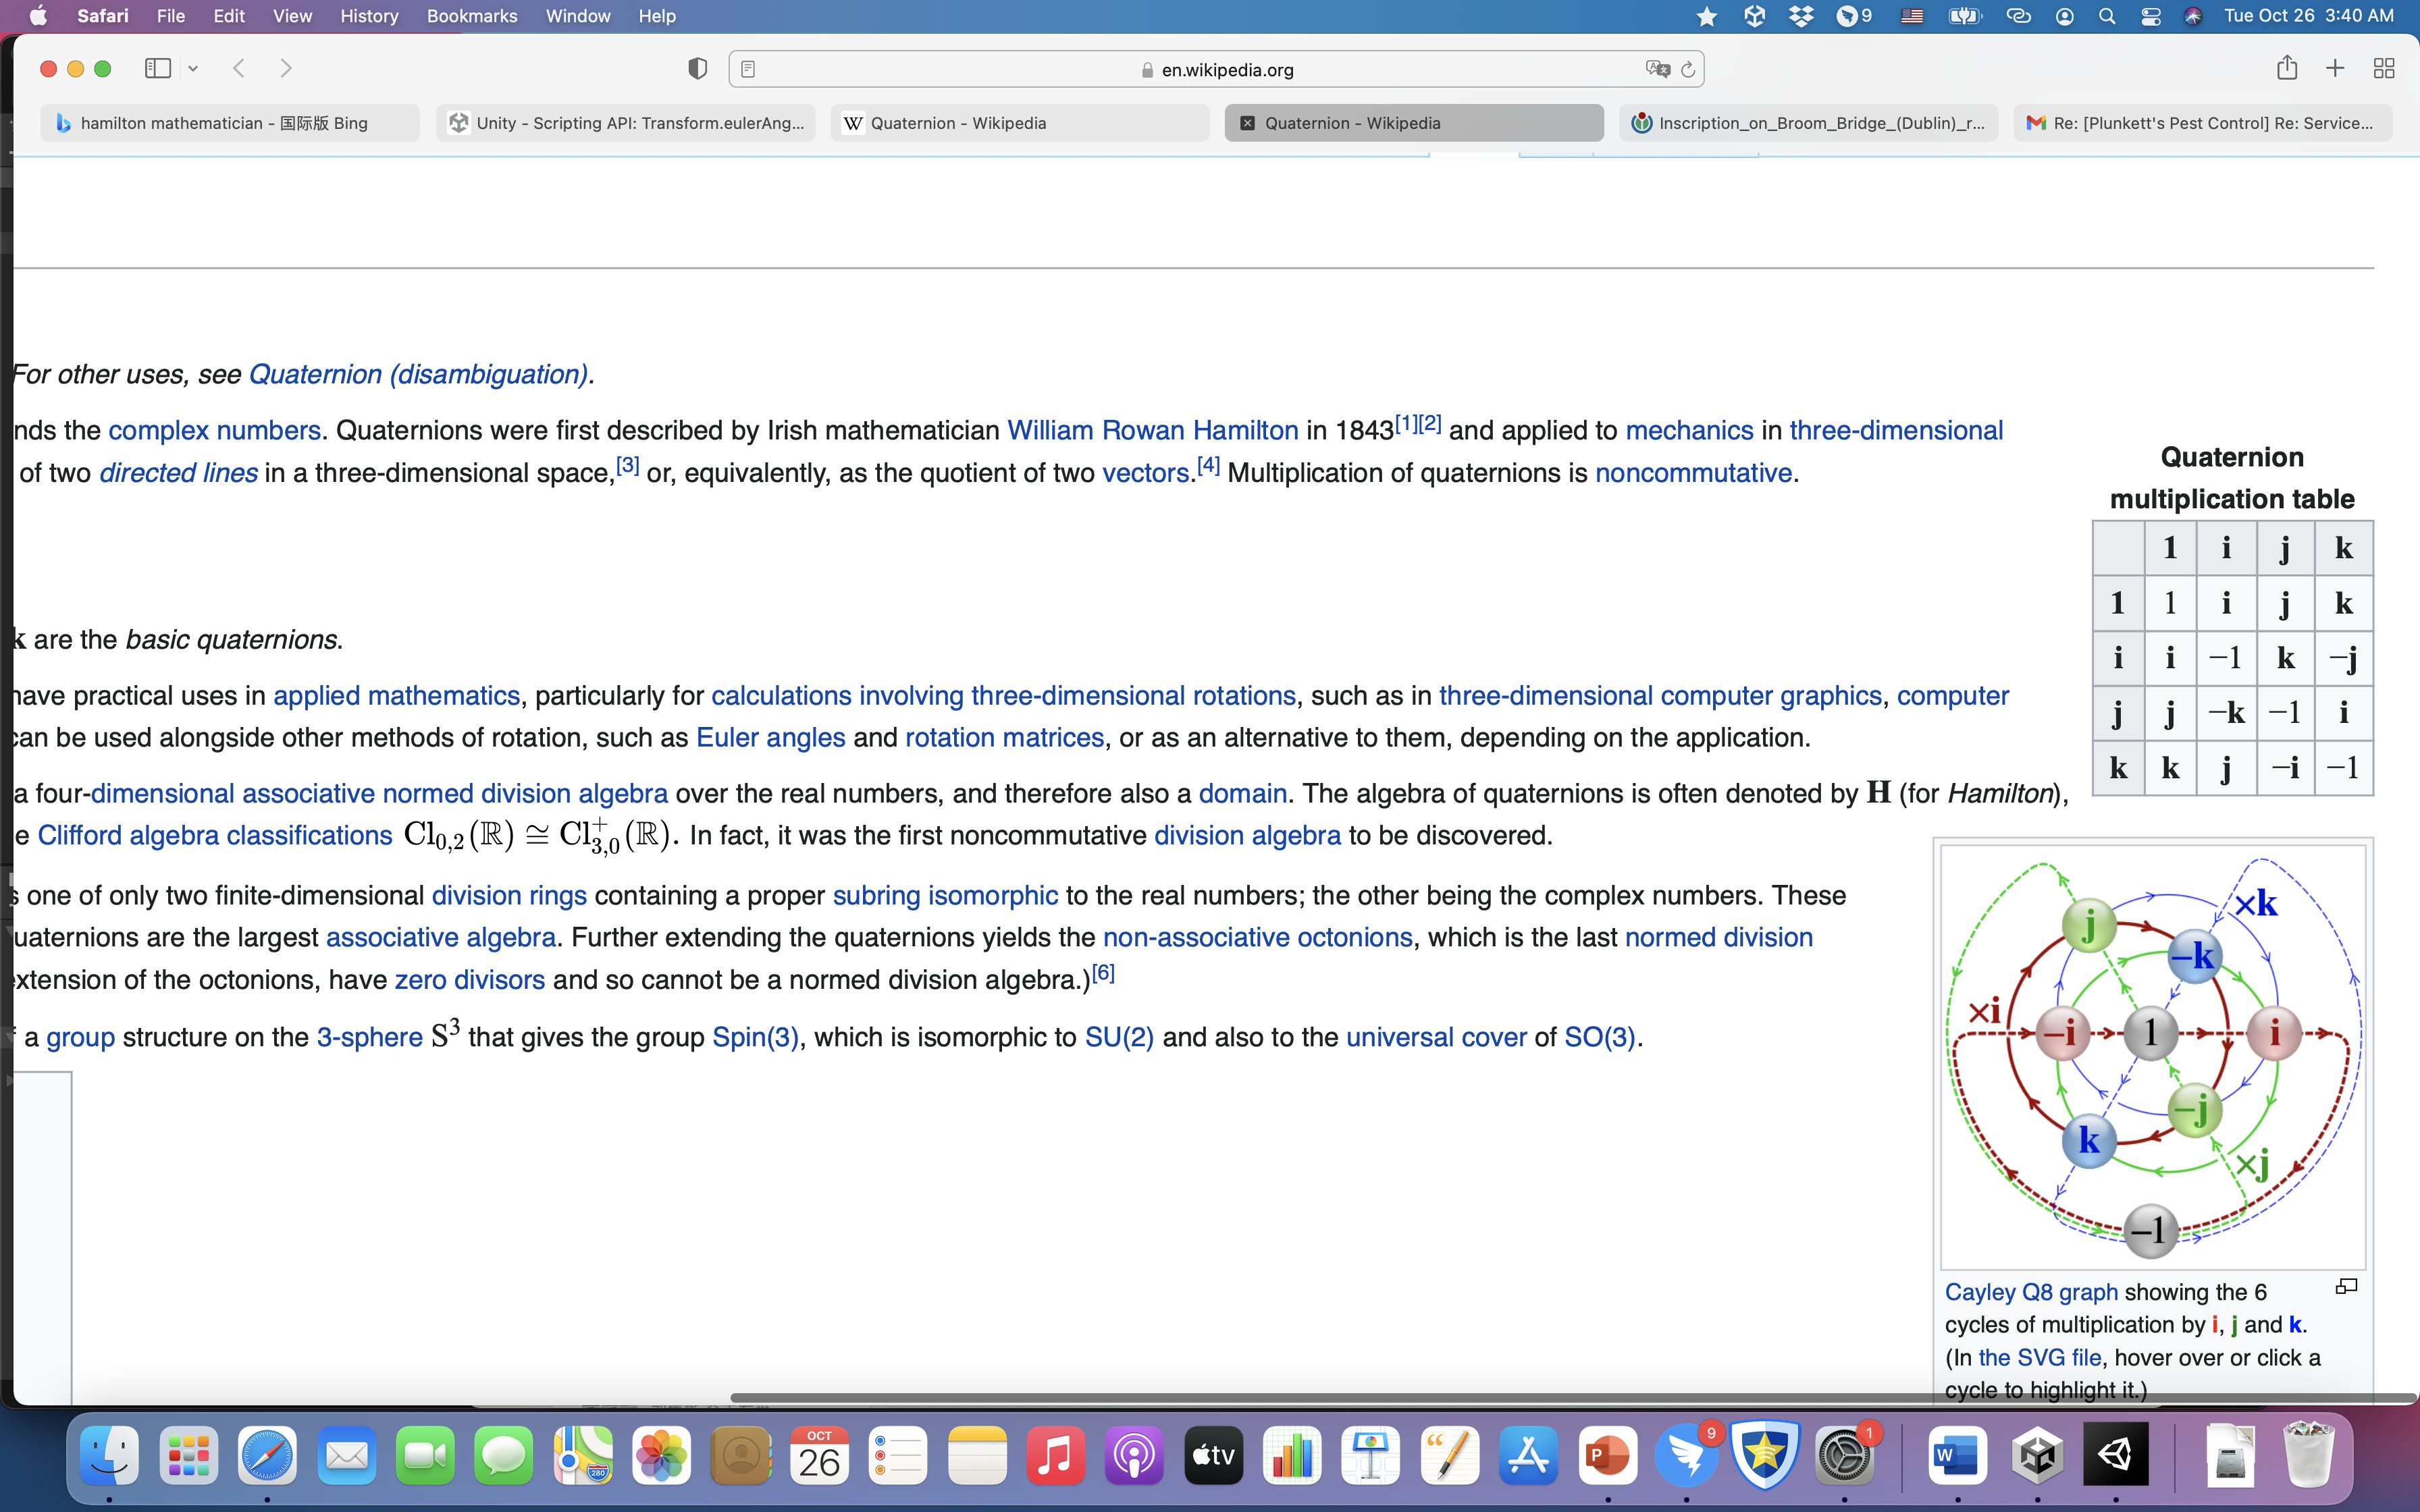 Safari File Edit View History Bookmarks Window Help 9 Tue Oct 26 3:40 AM
en.wikipedia.org
hamilton mathematician - 国际版 Bing
Unity - Scripting API: Transform.eulerAng...
W Quaternion - Wikipedia
Quaternion - Wikipedia
Inscription_on_Broom_Bridge_(Dublin)_r...
Re: [Plunkett's Pest Control] Re: Service...
For other uses, see Quaternion (disambiguation).
nds the complex numbers. Quaternions were first described by Irish mathematician William Rowan Hamilton in 1843[1][2] and applied to mechanics in three-dimensional
of two directed lines in a three-dimensional space,[3] or, equivalently, as the quotient of two vectors.[4] Multiplication of quaternions is noncommutative.
k are the basic quaternions.
have practical uses in applied mathematics, particularly for calculations involving three-dimensional rotations, such as in three-dimensional computer graphics, computer
can be used alongside other methods of rotation, such as Euler angles and rotation matrices, or as an alternative to them, depending on the application.
a four-dimensional associative normed division algebra over the real numbers, and therefore also a domain. The algebra of quaternions is often denoted by H (for Hamilton),
e Clifford algebra classifications Cl₀,₂(ℝ) ≅ Cl⁺₃,₀(ℝ). In fact, it was the first noncommutative division algebra to be discovered.
s one of only two finite-dimensional division rings containing a proper subring isomorphic to the real numbers; the other being the complex numbers. These
uaternions are the largest associative algebra. Further extending the quaternions yields the non-associative octonions, which is the last normed division
extension of the octonions, have zero divisors and so cannot be a normed division algebra.)[6]
f a group structure on the 3-sphere S³ that gives the group Spin(3), which is isomorphic to SU(2) and also to the universal cover of SO(3).
Quaternion
multiplication table
1 i j k
1 1 i j k
i i −1 k −j
j j −k −1 i
k k j −i −1
×k
j
−k
×i
−i
1
i
−j
k
×j
−1
Cayley Q8 graph showing the 6
cycles of multiplication by i, j and k.
(In the SVG file, hover over or click a
cycle to highlight it.)
280
OCT
26
tv
P
9
1
W